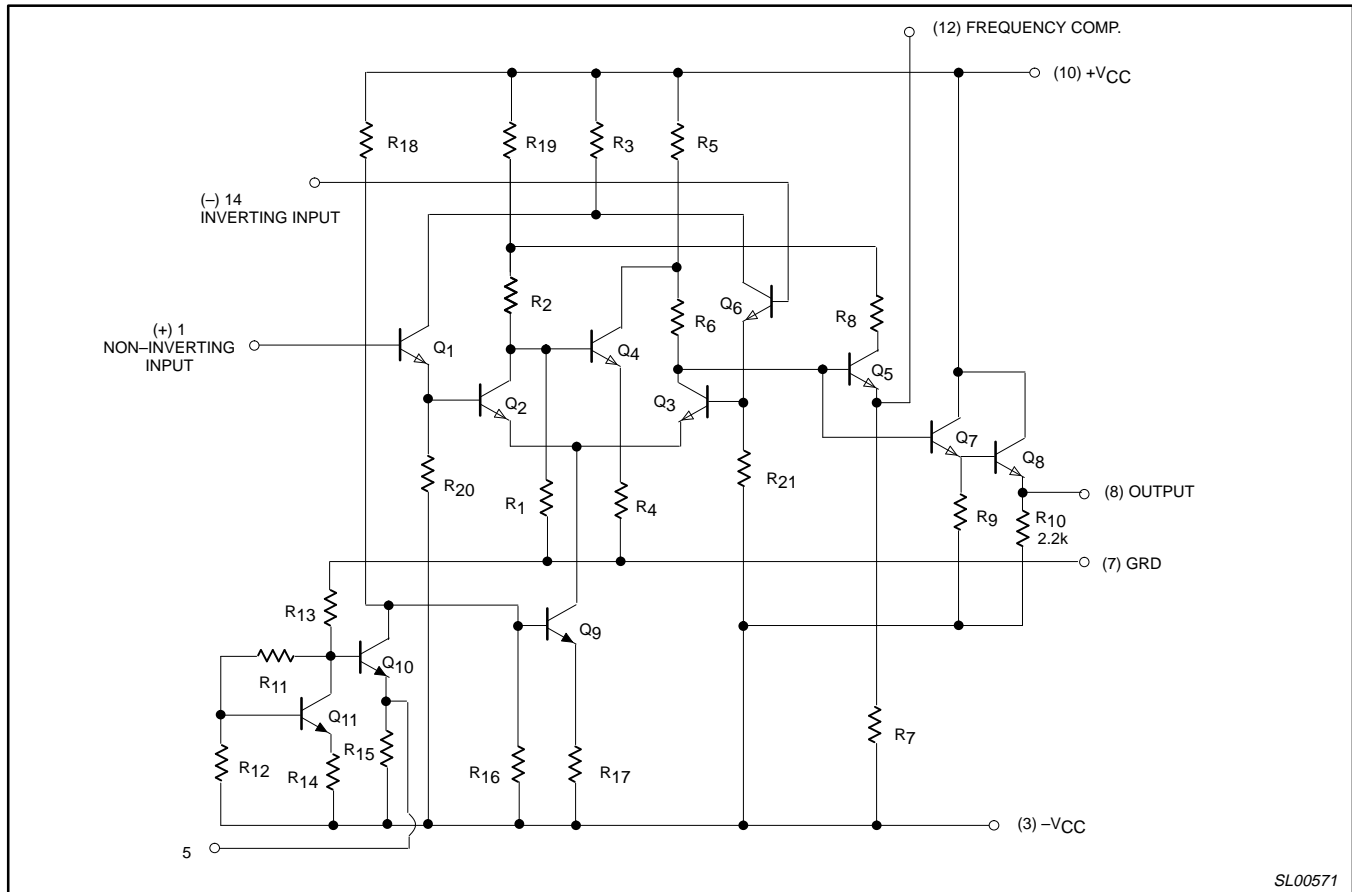 (12) FREQUENCY COMP.
(10) +VCC
R18
R19
R3
R5
(–) 14
INVERTING INPUT
R2
R6
Q6
R8
(+) 1
NON–INVERTING
INPUT
Q1
Q4
Q5
Q2
Q3
Q7
Q8
R20
R1
R4
R21
R9
R10
2.2k
(8) OUTPUT
(7) GRD
R13
Q9
R11
Q10
Q11
R7
R12
R14
R15
R16
R17
(3) –VCC
5
SL00571